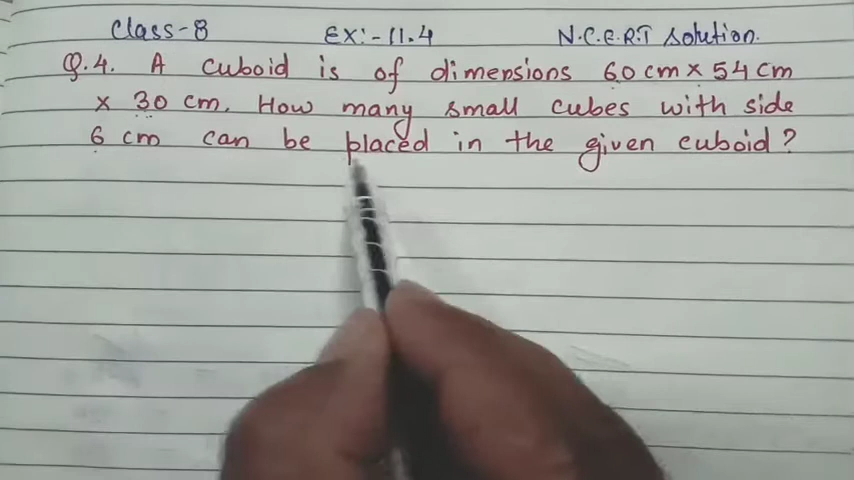 Class-8 Ex:-11.4 N.C.E.R.T Solution.
Q.4. A cuboid is of dimensions 60 cm x 54 cm
x 30 cm. How many small cubes with side
6 cm can be placed in the given cuboid?